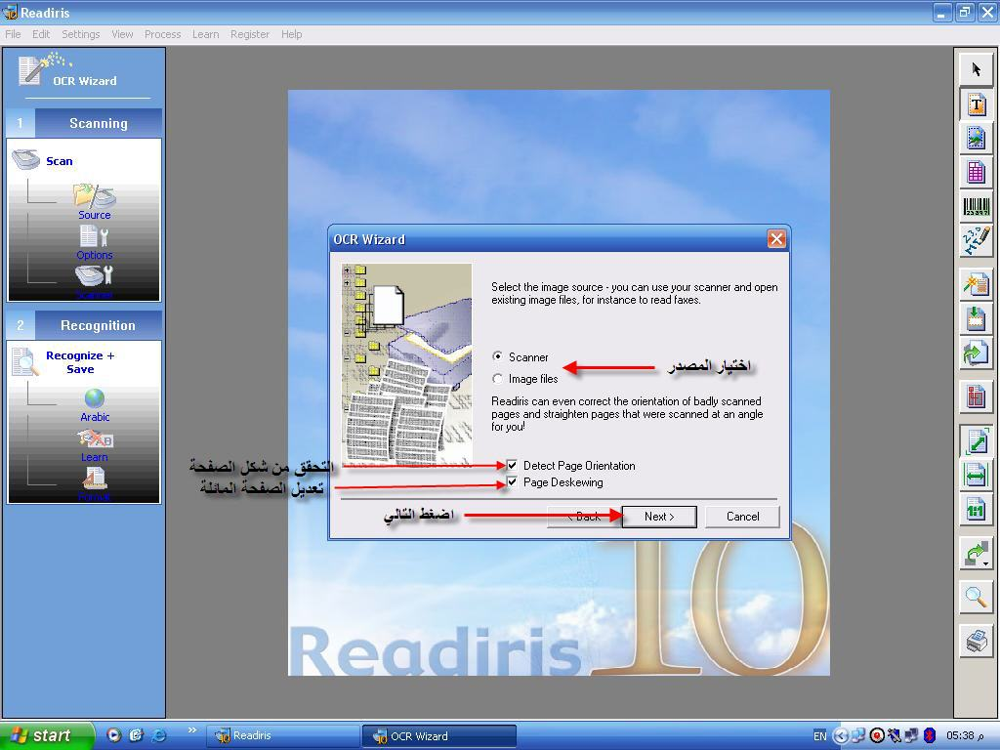 Readiris
File Edit Settings View Process Learn Register Help
OCR Wizard
1 Scanning
Scan
Source
Options
Scanner
2 Recognition
Recognize +
Save
Arabic
Learn
Format
OCR Wizard
Select the image source - you can use your scanner and open
existing image files, for instance to read faxes.
Scanner
Image files
اختيار المصدر
Readiris can even correct the orientation of badly scanned
pages and straighten pages that were scanned at an angle
for you!
التحقق من شكل الصفحة
Detect Page Orientation
تعديل الصفحة المائلة
Page Deskewing
اضغط التالي
< Back Next > Cancel
Readiris 10
T
23897
1:1
start
Readiris
OCR Wizard
EN
05:38 م